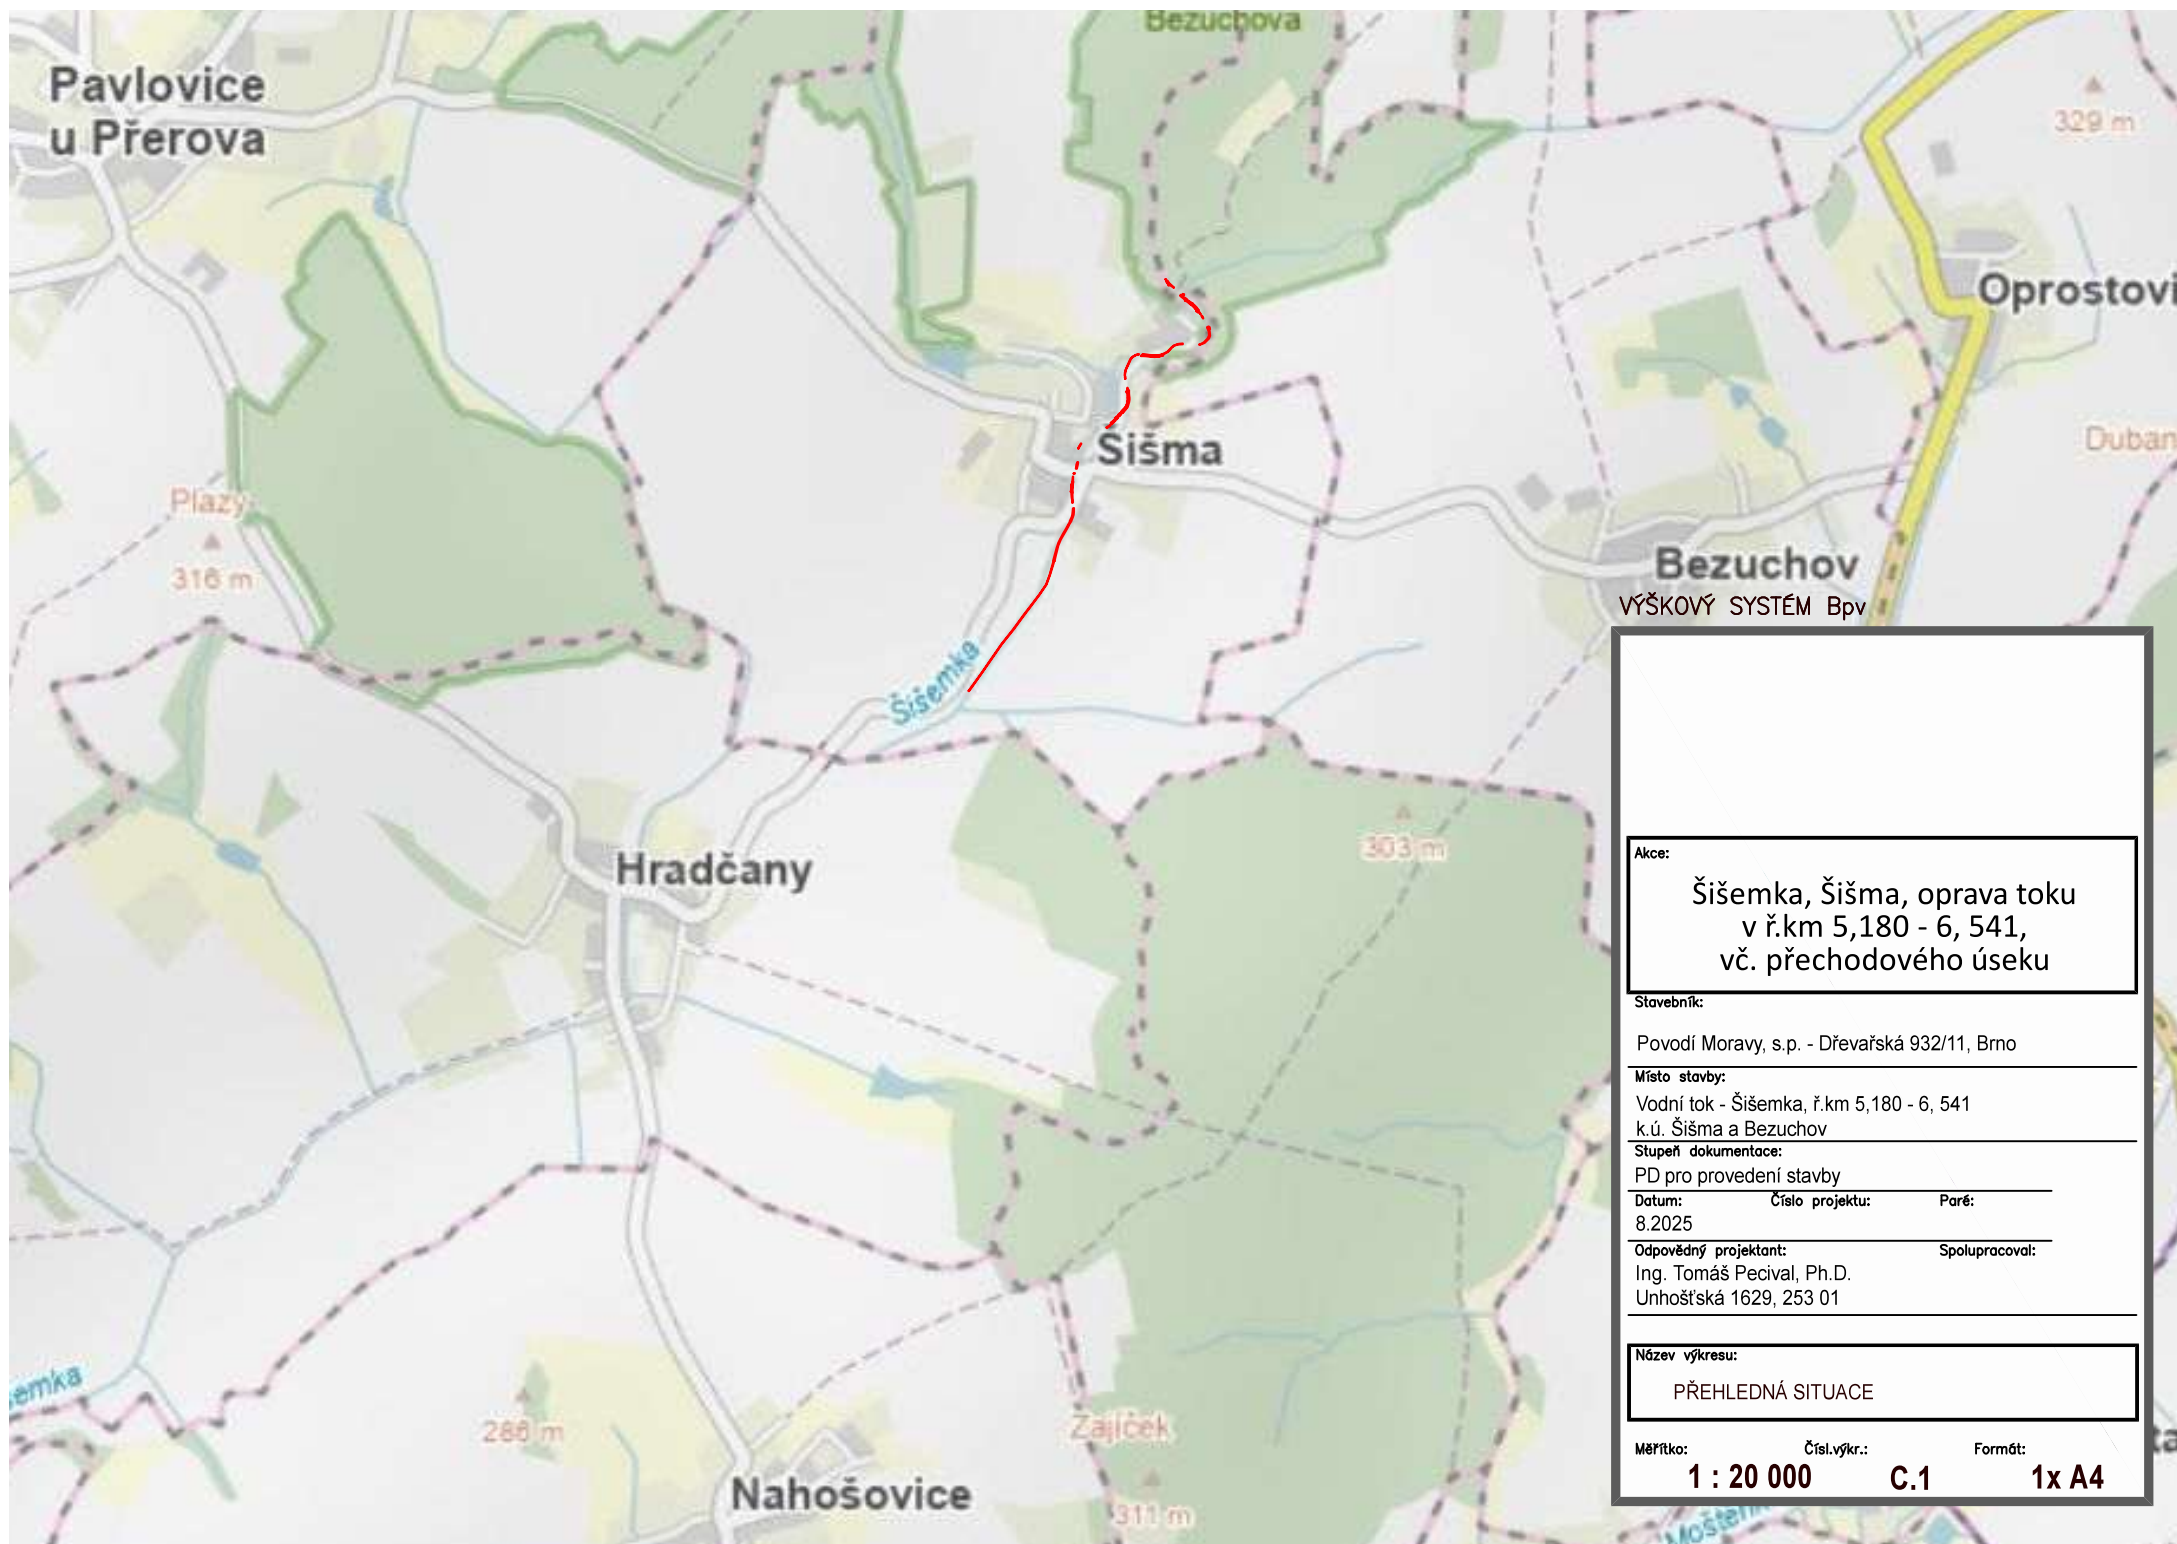 Bezuchova
Pavlovice
u Přerova
329 m
Oprostovi
Duban
Šišma
Plazy
316 m
Bezuchov
VÝŠKOVÝ SYSTÉM Bpv
Šišemka
303 m
Hradčany
Akce:
Šišemka, Šišma, oprava toku
v ř.km 5,180 - 6, 541,
vč. přechodového úseku
Stavebník:
Povodí Moravy, s.p. - Dřevařská 932/11, Brno
Místo stavby:
Vodní tok - Šišemka, ř.km 5,180 - 6, 541
k.ú. Šišma a Bezuchov
Stupeň dokumentace:
PD pro provedení stavby
Datum: Číslo projektu: Paré:
8.2025
Odpovědný projektant: Spolupracoval:
Ing. Tomáš Pecival, Ph.D.
Unhošťská 1629, 253 01
Název výkresu:
PŘEHLEDNÁ SITUACE
Měřítko: Čísl.výkr.: Formát:
1 : 20 000 C.1 1x A4
emka
286 m
Zajíček
311 m
Nahošovice